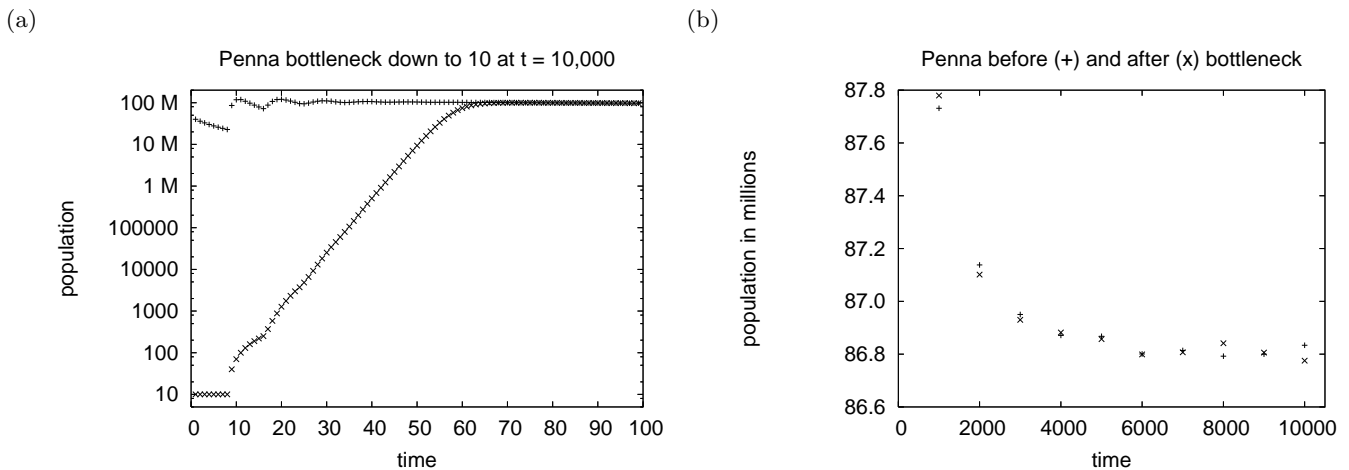 (a)
Penna bottleneck down to 10 at t = 10,000
100 M
10 M
1 M
100000
10000
1000
100
10
population
0 10 20 30 40 50 60 70 80 90 100
time
(b)
Penna before (+) and after (x) bottleneck
87.8
87.6
87.4
87.2
87.0
86.8
86.6
population in millions
0 2000 4000 6000 8000 10000
time